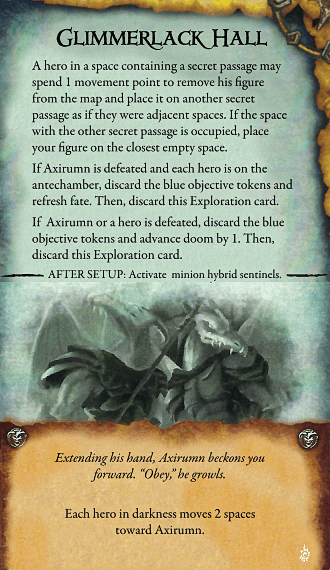 Glimmerlack Hall
A hero in a space containing a secret passage may
spend 1 movement point to remove his figure
from the map and place it on another secret
passage as if they were adjacent spaces. If the space
with the other secret passage is occupied, place
your figure on the closest empty space.
If Axirumn is defeated and each hero is on the
antechamber, discard the blue objective tokens and
refresh fate. Then, discard this Exploration card.
If Axirumn or a hero is defeated, discard the blue
objective tokens and advance doom by 1. Then,
discard this Exploration card.
AFTER SETUP: Activate minion hybrid sentinels.
Extending his hand, Axirumn beckons you
forward. “Obey,” he growls.
Each hero in darkness moves 2 spaces
toward Axirumn.